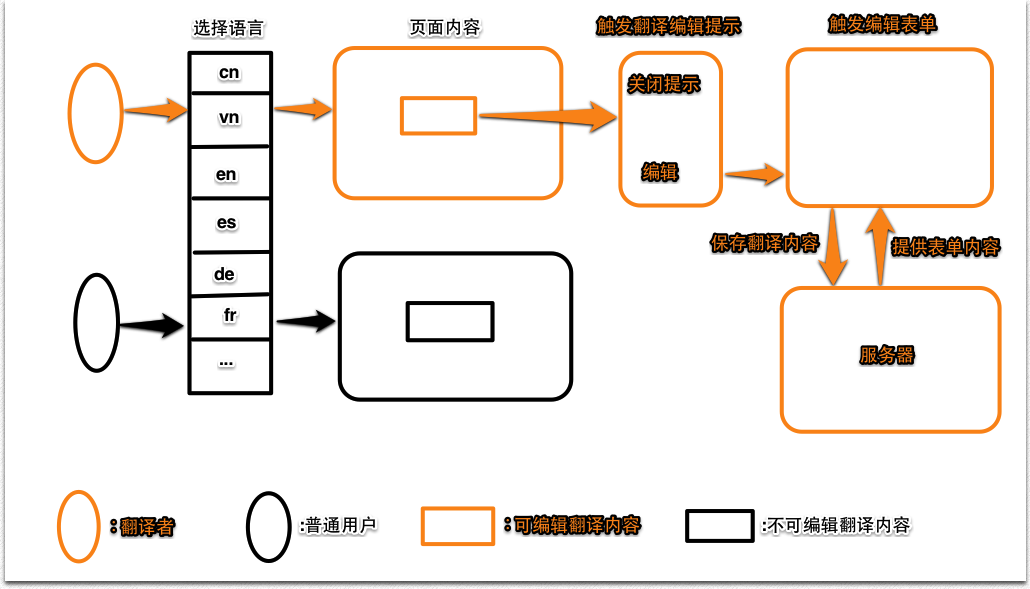 选择语言
页面内容
触发翻译编辑提示
触发编辑表单
cn
vn
en
es
de
fr
...
关闭提示
编辑
保存翻译内容
提供表单内容
服务器
:翻译者
:普通用户
:可编辑翻译内容
:不可编辑翻译内容